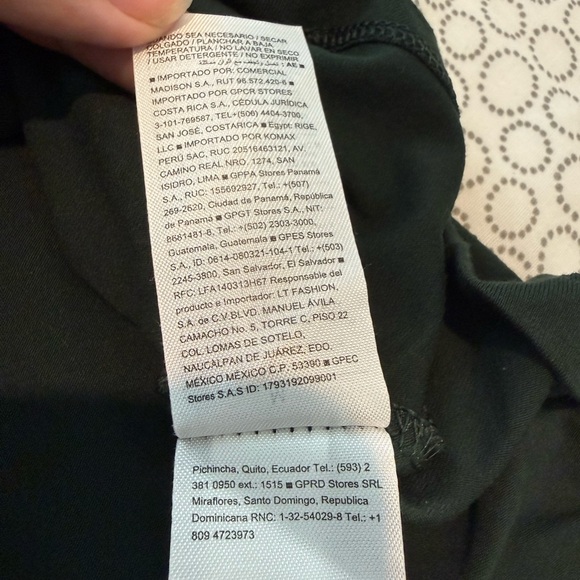 CUANDO SEA NECESARIO / SECAR
COLGADO / PLANCHAR A BAJA
TEMPERATURA / NO LAVAR EN SECO
/ USAR DETERGENTE / NO EXPRIMIR
: AE ■
■ IMPORTADO POR: COMERCIAL
MADISON S.A., RUT 96.572.420-6 ■
IMPORTADO POR GPCR STORES
COSTA RICA S.A., CÉDULA JURÍDICA
3-101-769587, TEL+(506) 4404-3700,
SAN JOSÉ, COSTARICA ■ Egypt: RIGE,
LLC ■ IMPORTADO POR KOMAX
PERÚ SAC, RUC 20516463121, AV.
CAMINO REAL NRO. 1274, SAN
ISIDRO, LIMA ■ GPPA Stores Panamá
S.A., RUC: 155692827, Tel.: +(507)
269-2620, Ciudad de Panamá, República
de Panamá ■ GPGT Stores S.A., NIT:
8661481-6, Tel.: +(502) 2303-3000,
Guatemala, Guatemala ■ GPES Stores
S.A., ID: 0614-080321-104-1 Tel.: +(503)
2245-3800, San Salvador, El Salvador ■
RFC: LFA140313H67 Responsable del
producto e Importador: LT FASHION,
S.A. de C.V. DR. MANUEL ÁVILA
CAMACHO No. 5, TORRE C, PISO 22
COL. LOMAS DE SOTELO,
NAUCALPAN DE JUÁREZ, EDO.
MÉXICO MÉXICO C.P. 53390 ■ GPEC
Stores S.A.S ID: 1793192099001
Pichincha, Quito, Ecuador Tel.: (593) 2
381 0950 ext.: 1515 ■ GPRD Stores SRL
Miraflores, Santo Domingo, Republica
Dominicana RNC: 1-32-54029-8 Tel.: +1
809 4723973